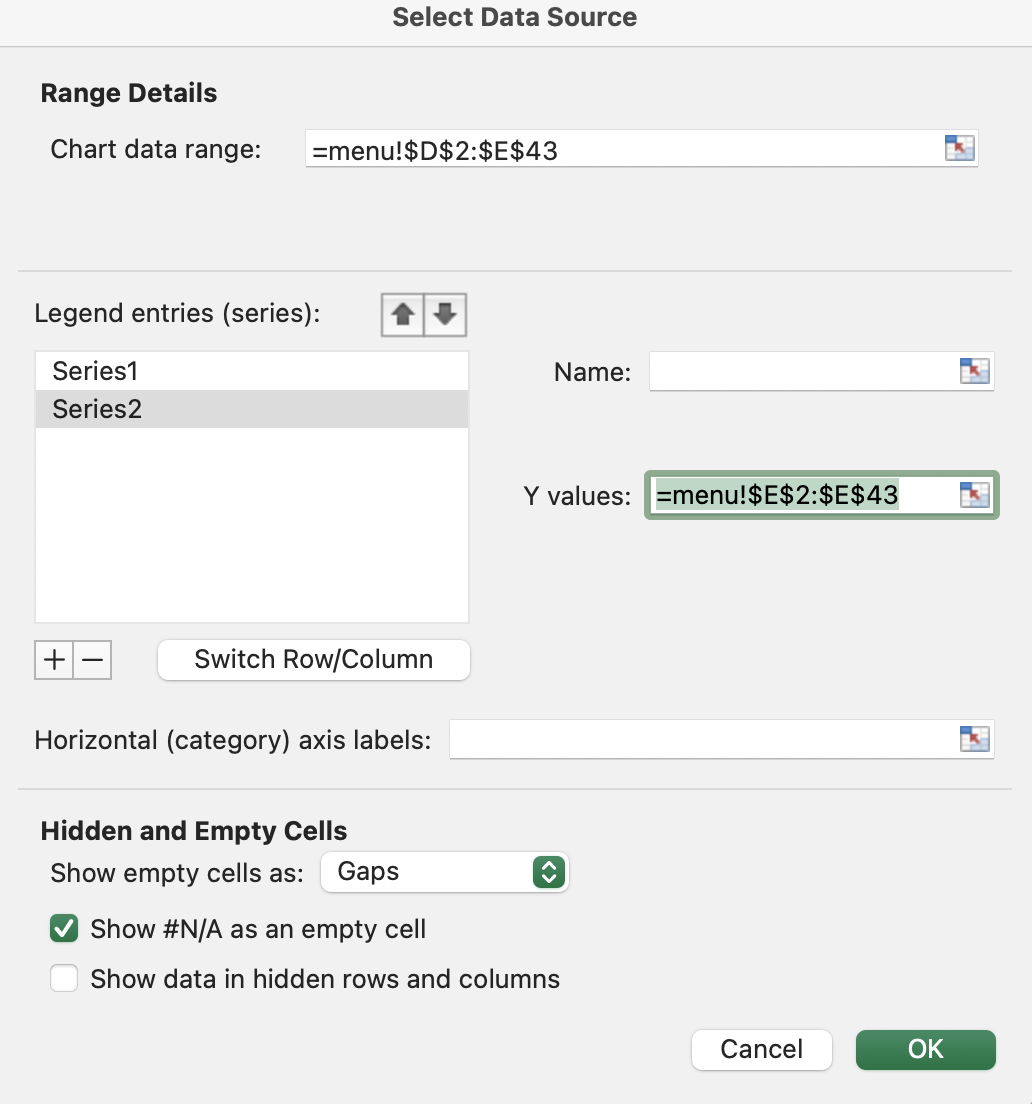 Select Data Source
Range Details
Chart data range: =menu!$D$2:$E$43
Legend entries (series):
Series1
Series2
Name:
Y values: =menu!$E$2:$E$43
Switch Row/Column
Horizontal (category) axis labels:
Hidden and Empty Cells
Show empty cells as: Gaps
Show #N/A as an empty cell
Show data in hidden rows and columns
Cancel OK